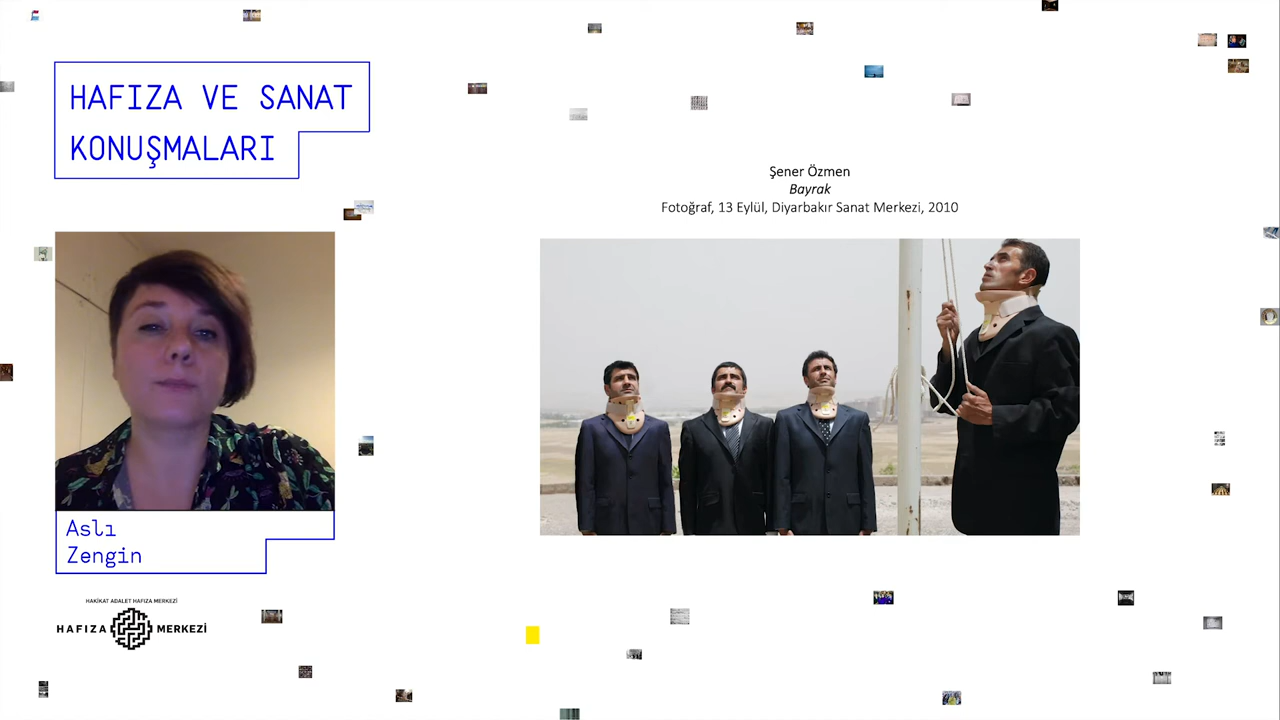 HAFIZA VE SANAT
KONUŞMALARI
Şener Özmen
Bayrak
Fotoğraf, 13 Eylül, Diyarbakır Sanat Merkezi, 2010
Aslı
Zengin
HAKİKAT ADALET HAFIZA MERKEZİ
HAFIZA MERKEZİ